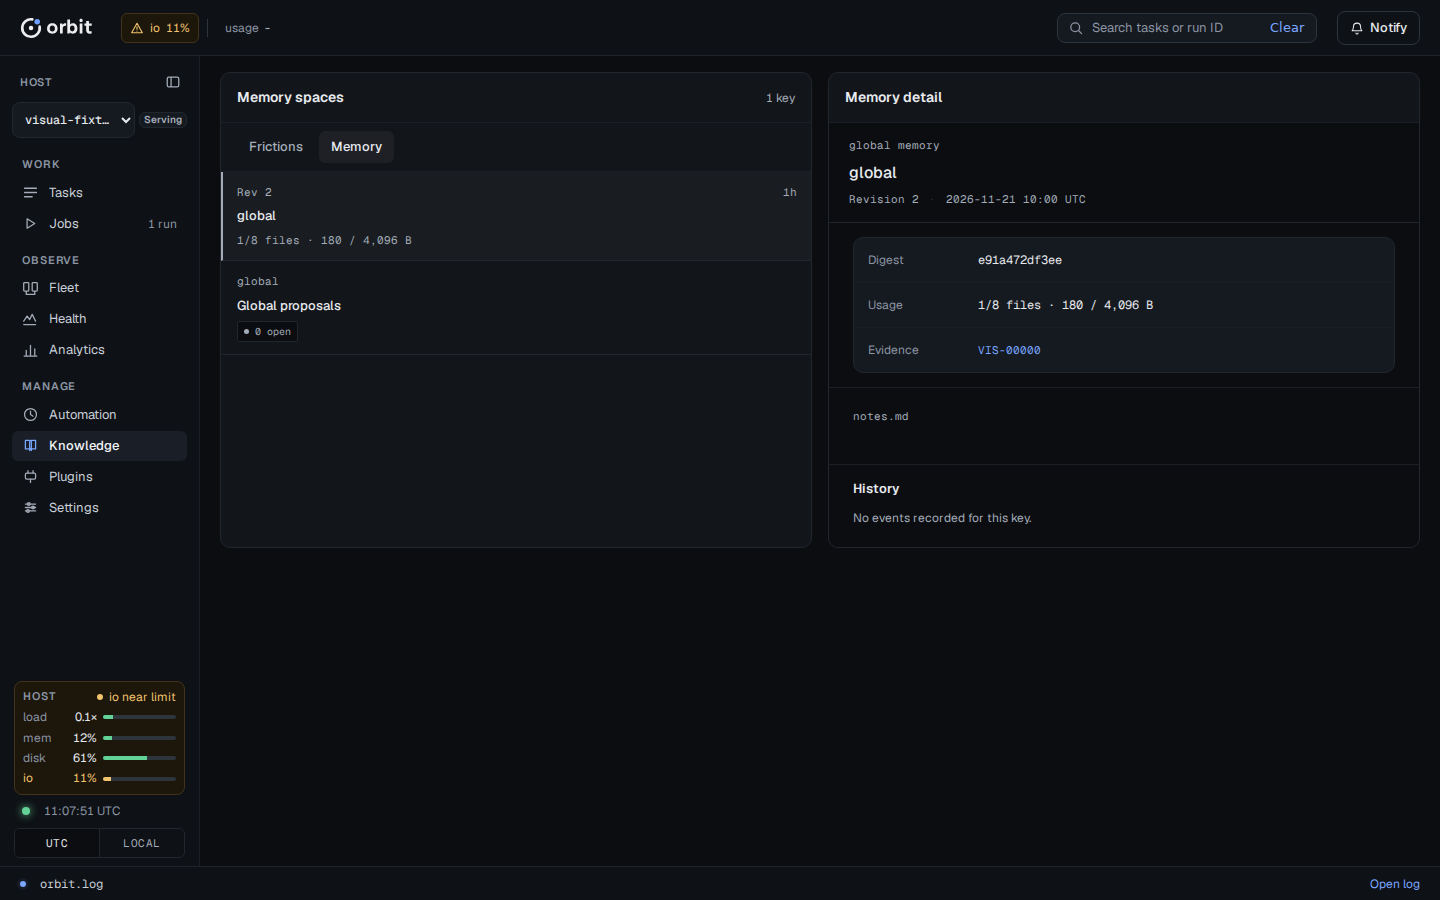 orbit
io 11%
usage -
Search tasks or run ID
Clear
Notify
HOST
visual-fixt…
Serving
WORK
Tasks
Jobs 1 run
OBSERVE
Fleet
Health
Analytics
MANAGE
Automation
Knowledge
Plugins
Settings
HOST io near limit
load 0.1×
mem 12%
disk 61%
io 11%
11:07:51 UTC
UTC LOCAL
Memory spaces 1 key
Frictions Memory
Rev 2 1h
global
1/8 files · 180 / 4,096 B
global
Global proposals
0 open
Memory detail
global memory
global
Revision 2 · 2026-11-21 10:00 UTC
Digest e91a472df3ee
Usage 1/8 files · 180 / 4,096 B
Evidence VIS-00000
notes.md
History
No events recorded for this key.
orbit.log
Open log